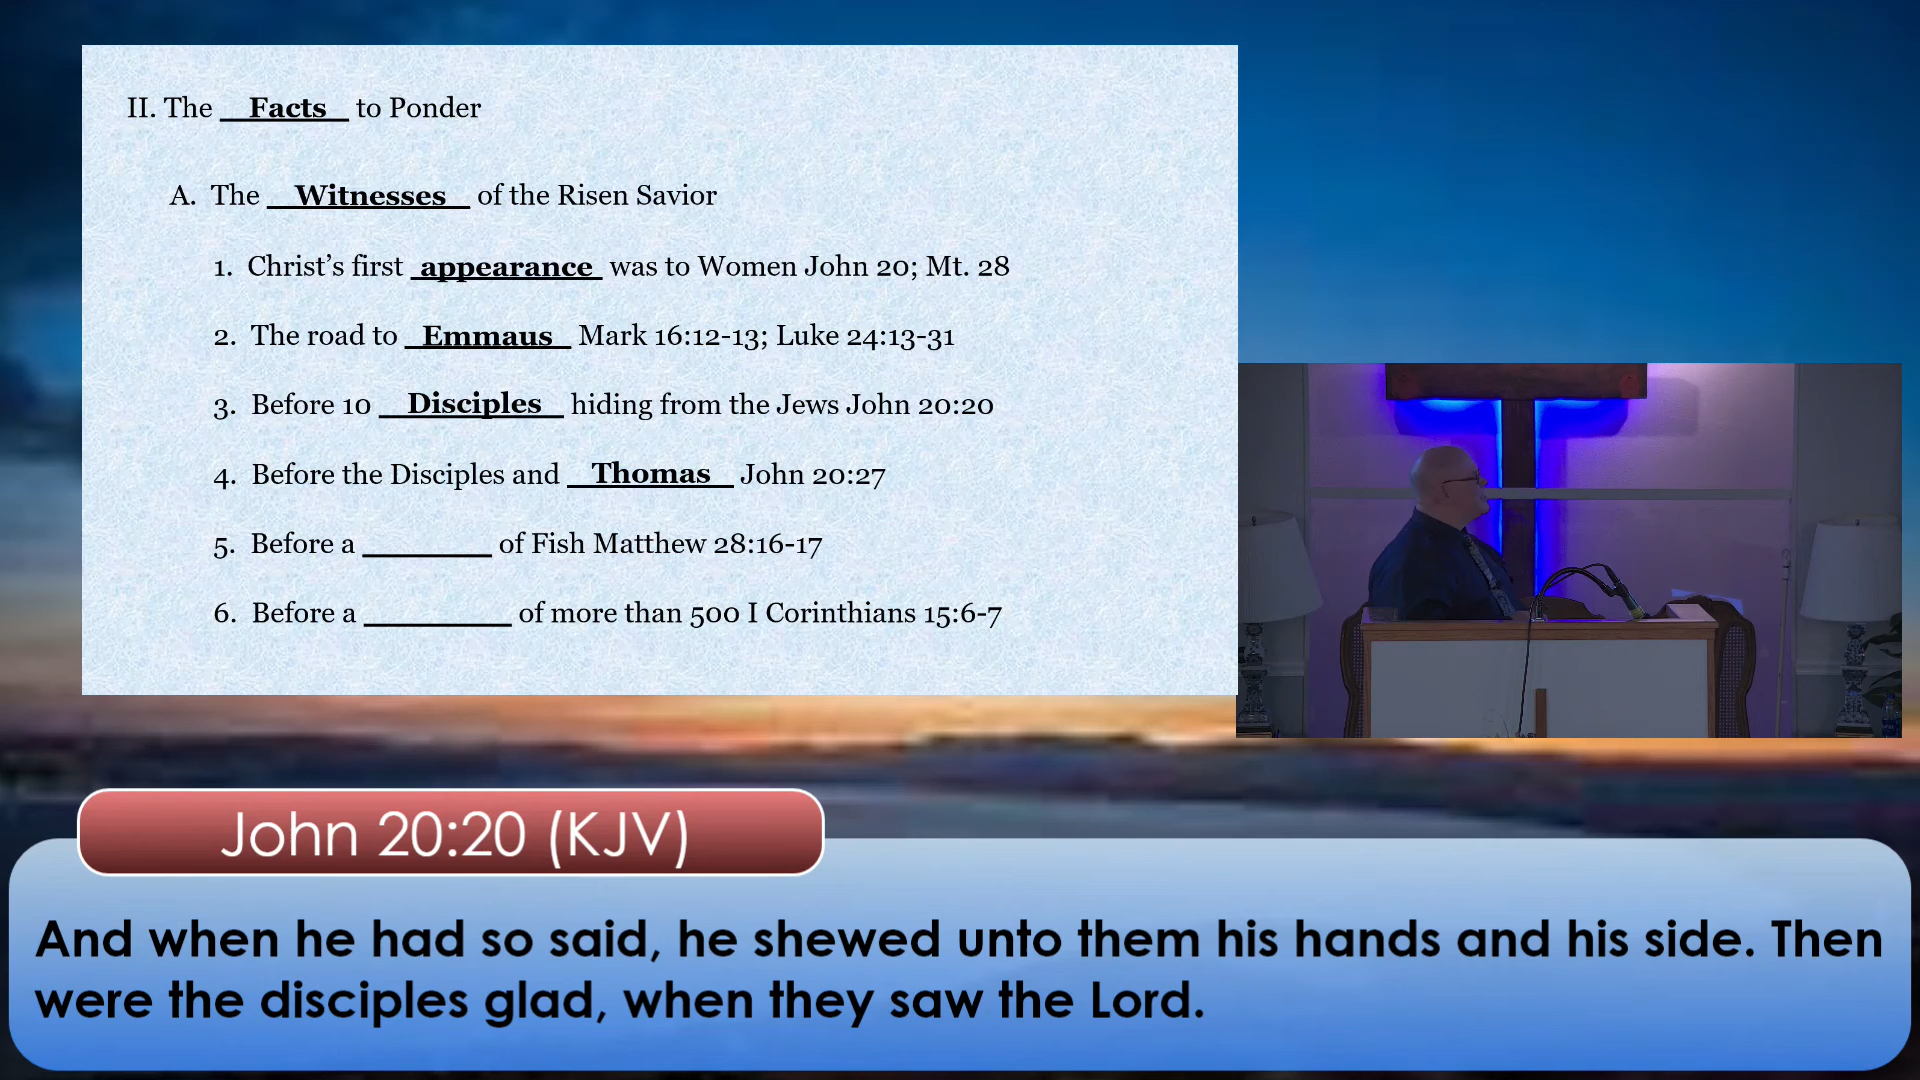 II. The Facts to Ponder
A. The Witnesses of the Risen Savior
1. Christ’s first appearance was to Women John 20; Mt. 28
2. The road to Emmaus Mark 16:12-13; Luke 24:13-31
3. Before 10 Disciples hiding from the Jews John 20:20
4. Before the Disciples and Thomas John 20:27
5. Before a ________ of Fish Matthew 28:16-17
6. Before a _________ of more than 500 I Corinthians 15:6-7
John 20:20 (KJV)
And when he had so said, he shewed unto them his hands and his side. Then
were the disciples glad, when they saw the Lord.